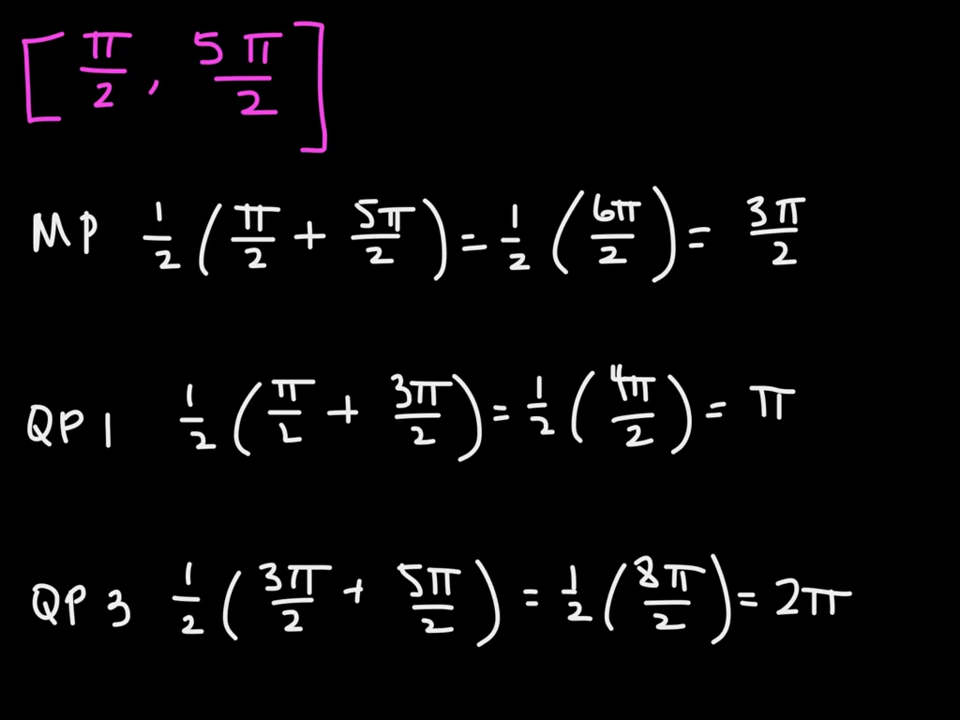 [π/2, 5π/2]
MP 1/2 (π/2 + 5π/2) = 1/2 (6π/2) = 3π/2
QP 1 1/2 (π/2 + 3π/2) = 1/2 (4π/2) = π
QP 3 1/2 (3π/2 + 5π/2) = 1/2 (8π/2) = 2π